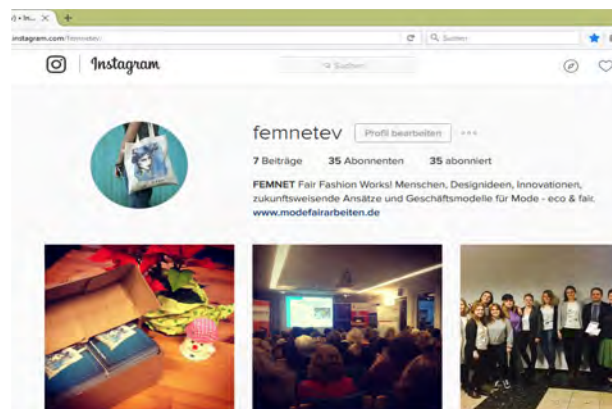 instagram.com/femnetev
Suchen
Instagram
Suchen
femnetev Profil bearbeiten
7 Beiträge 35 Abonnenten 35 abonniert
FEMNET Fair Fashion Works! Menschen, Designideen, Innovationen,
zukunftsweisende Ansätze und Geschäftsmodelle für Mode - eco & fair.
www.modefairarbeiten.de